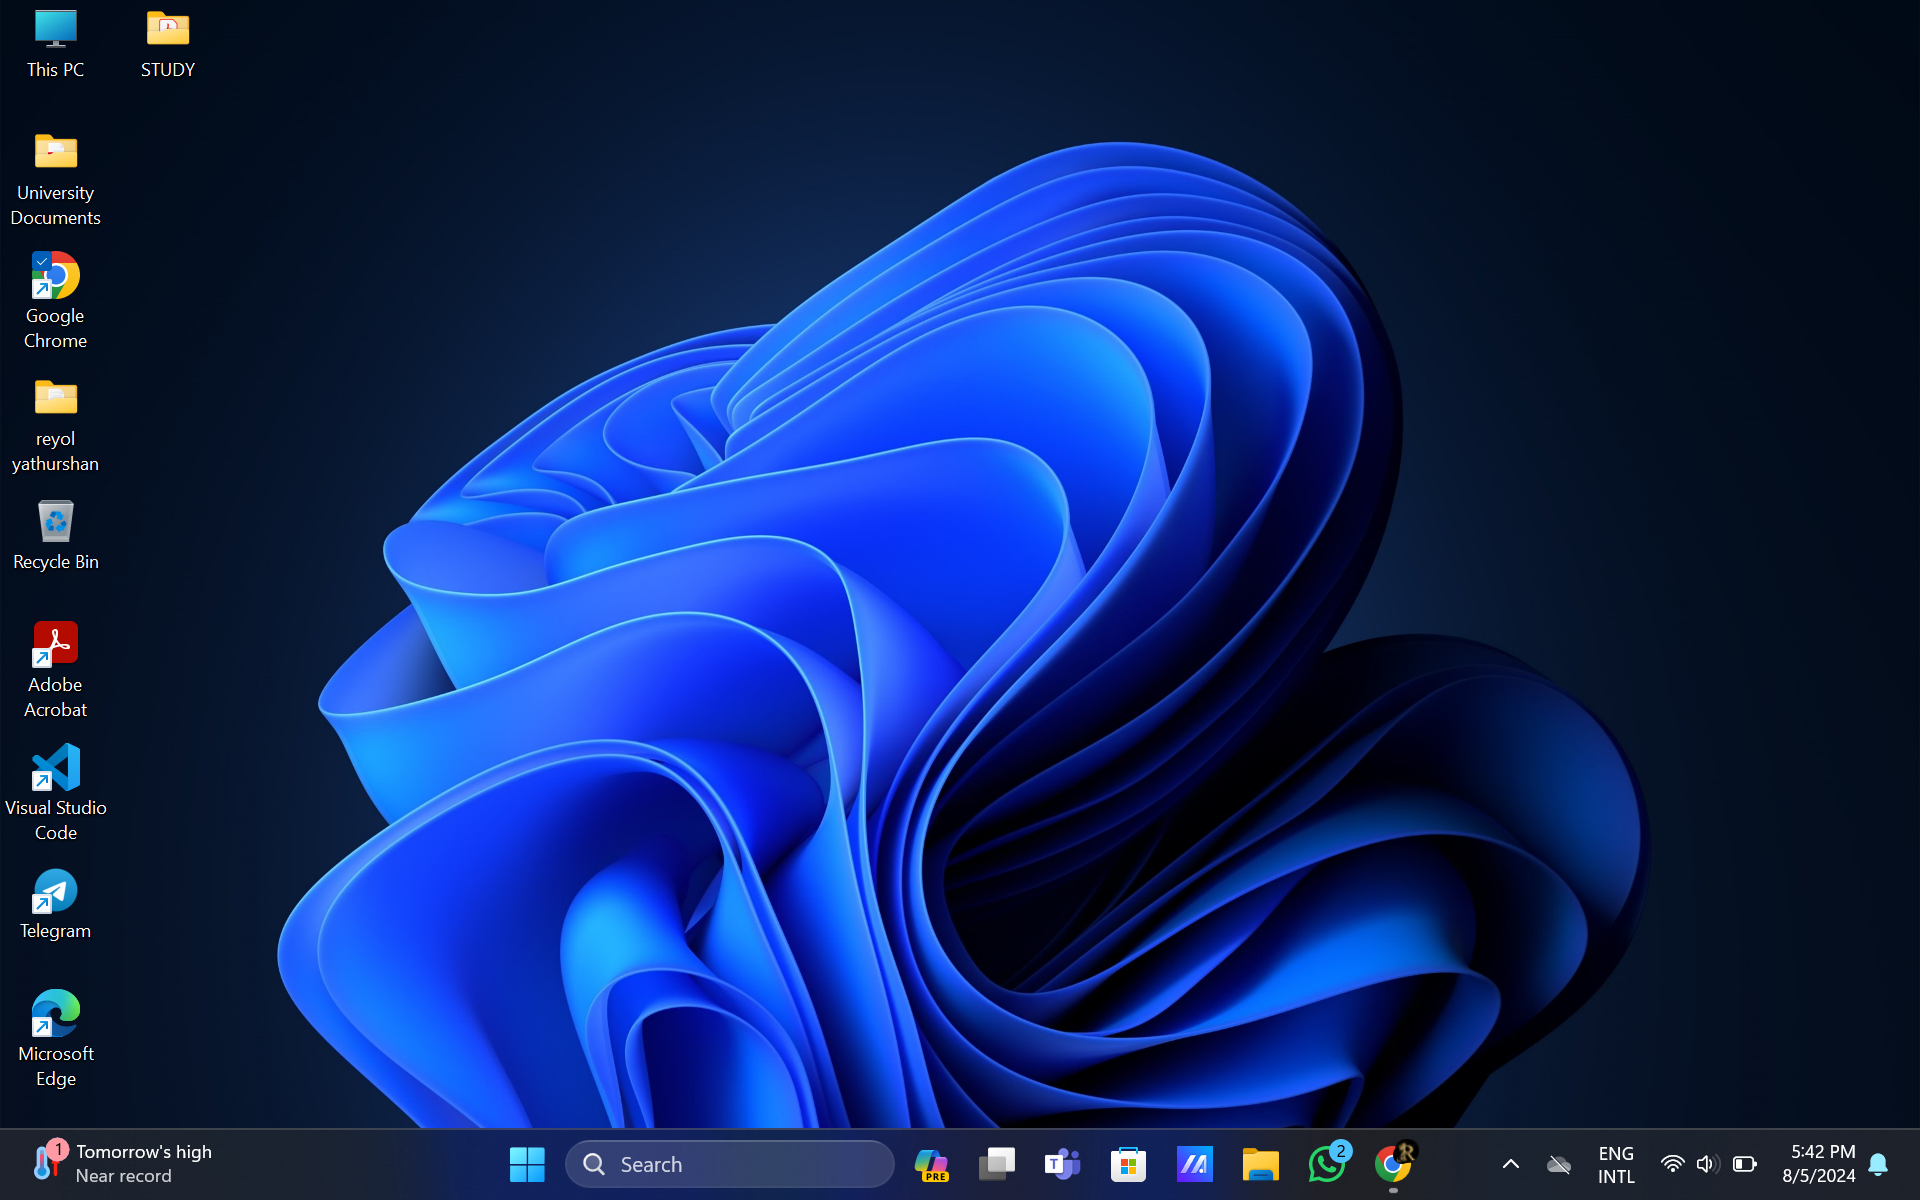 This PC
STUDY
University
Documents
Google
Chrome
reyol
yathurshan
Recycle Bin
Adobe
Acrobat
Visual Studio
Code
Telegram
Microsoft
Edge
1
Tomorrow's high
Near record
Search
PRE
T
2
R
ENG
INTL
5:42 PM
8/5/2024